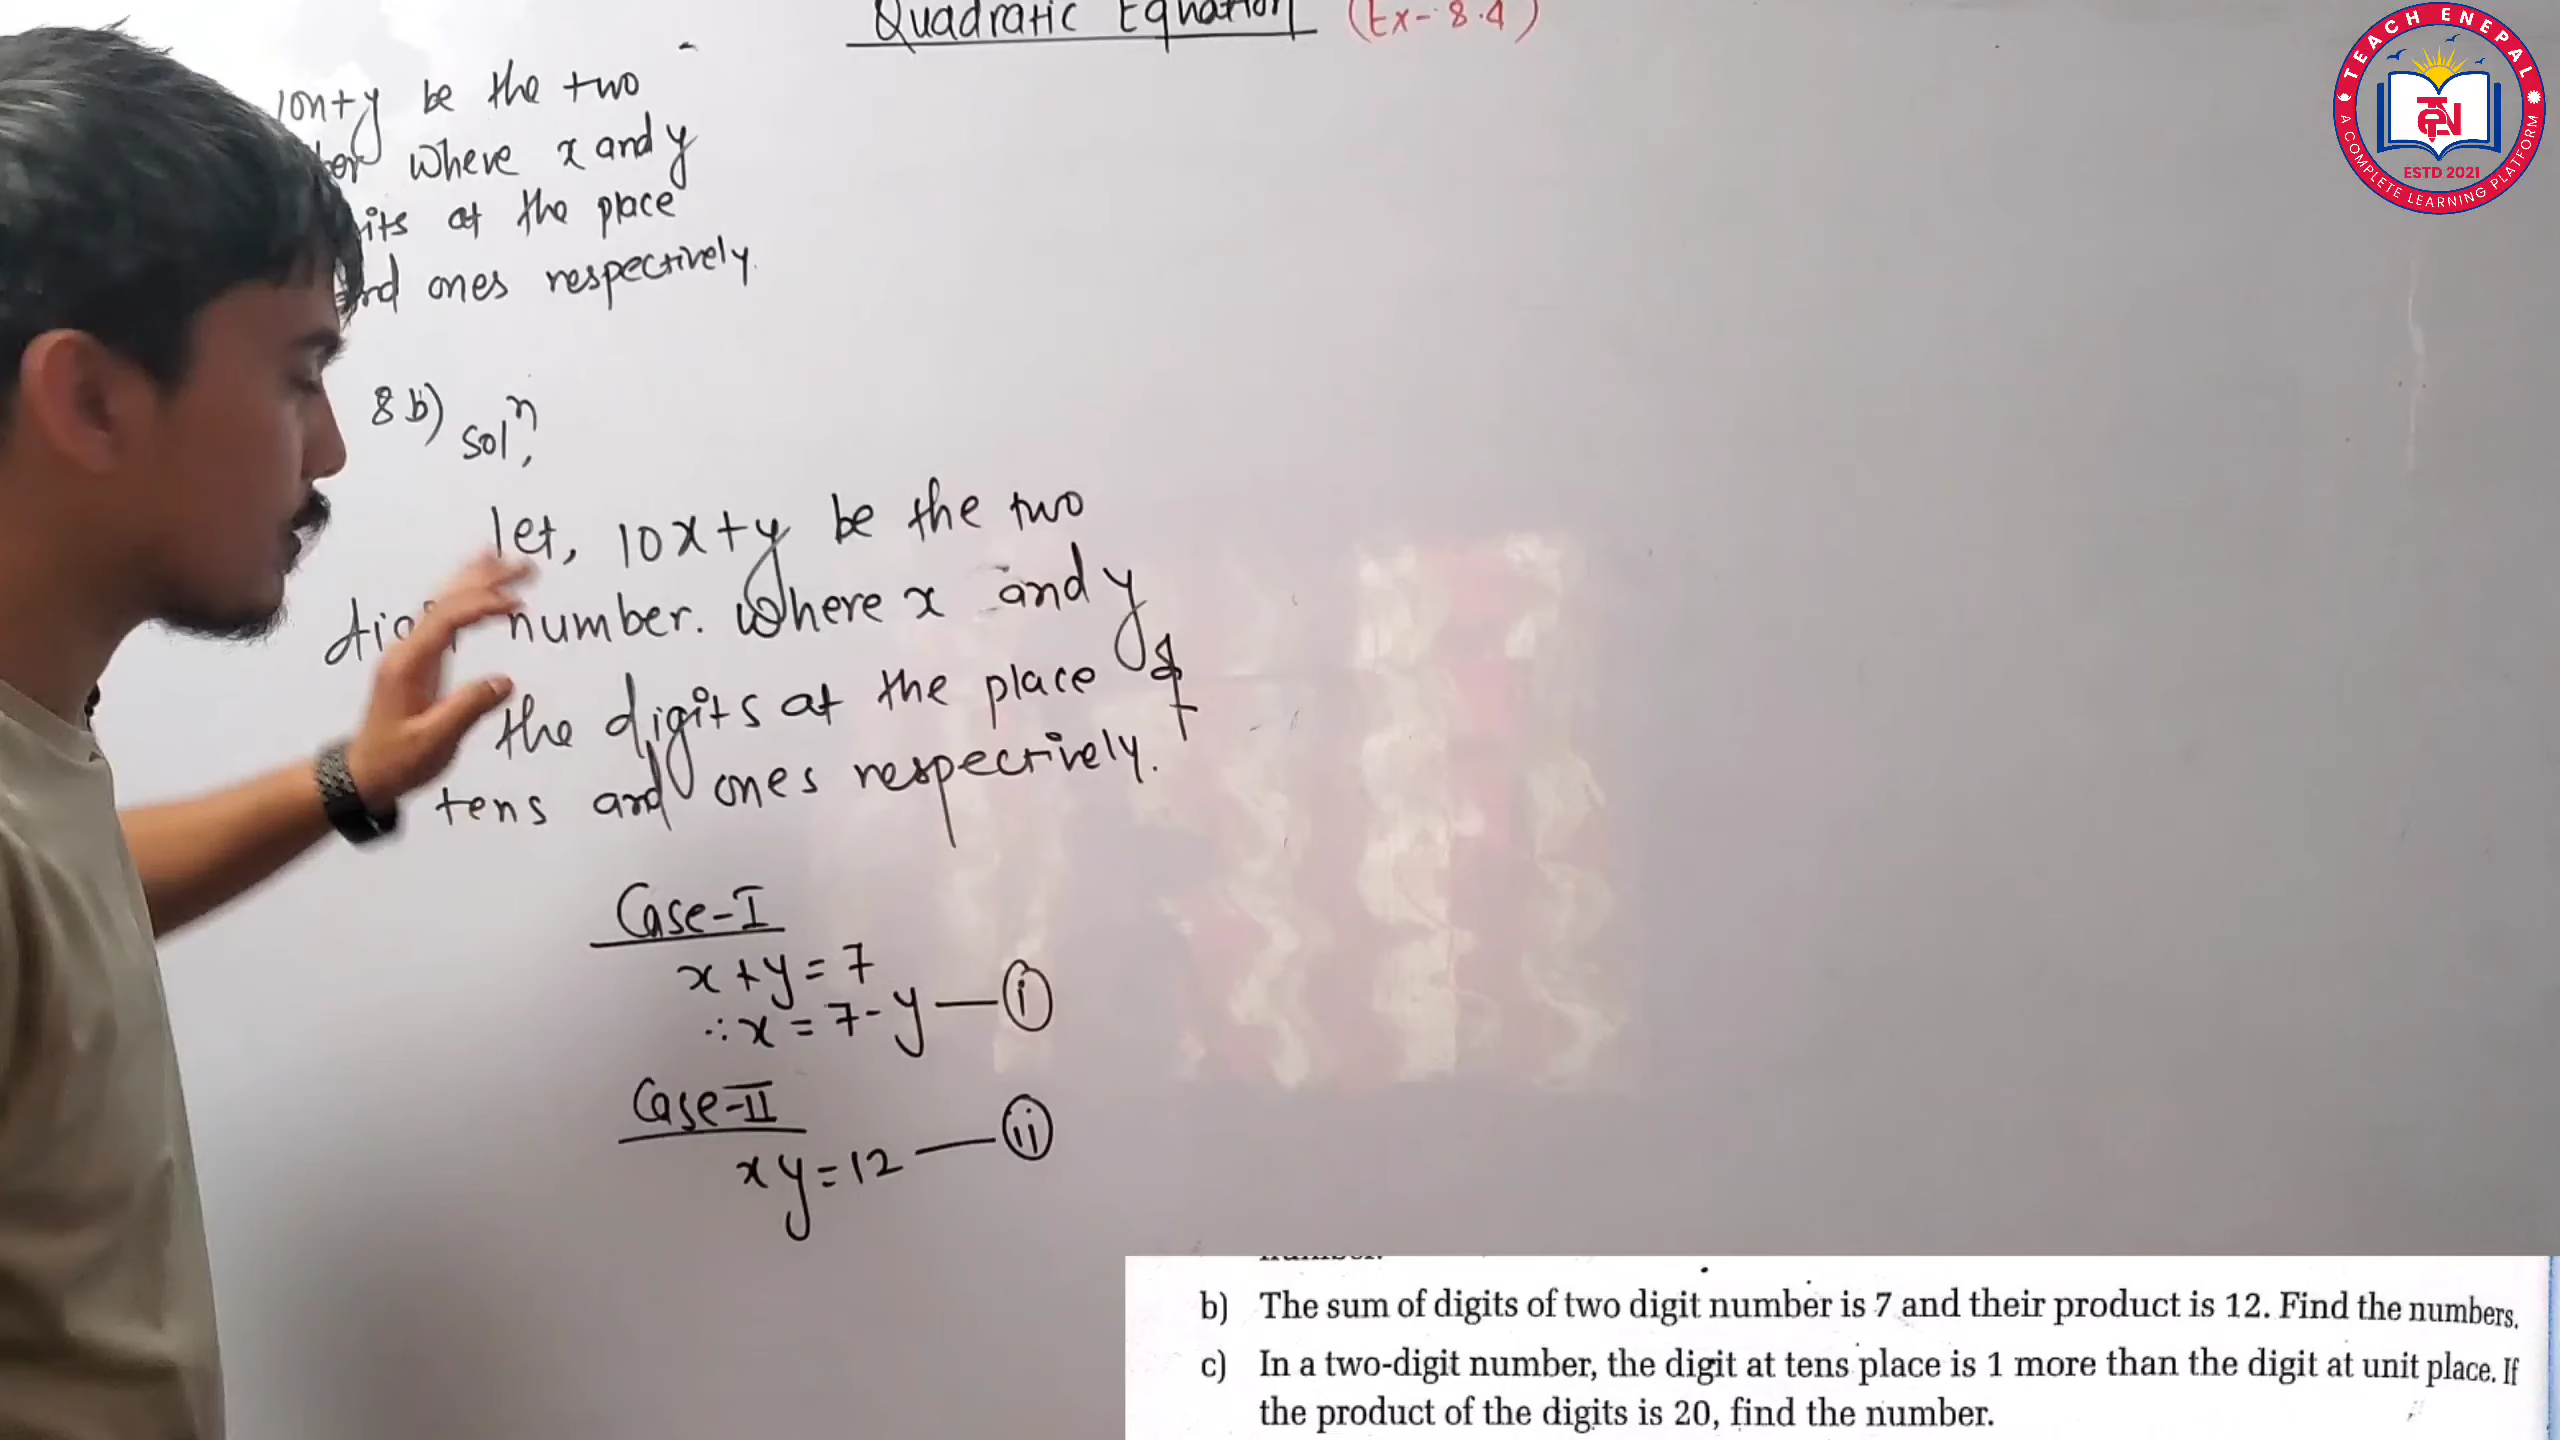 Quadratic Equation (Ex-8.4)
10x+y be the two
where x and y
at the place
and ones respectively.
8 b) Solⁿ,
let, 10x+y be the two
number. Where x and y
the digits at the place of
tens and ones respectively.
Case-I
x+y=7
∴x=7-y—(i)
Case-II
xy=12—(ii)
b) The sum of digits of two digit number is 7 and their product is 12. Find the numbers.
c) In a two-digit number, the digit at tens place is 1 more than the digit at unit place. If
the product of the digits is 20, find the number.
TEACH ENEPAL
A COMPLETE LEARNING PLATFORM
ESTD 2021